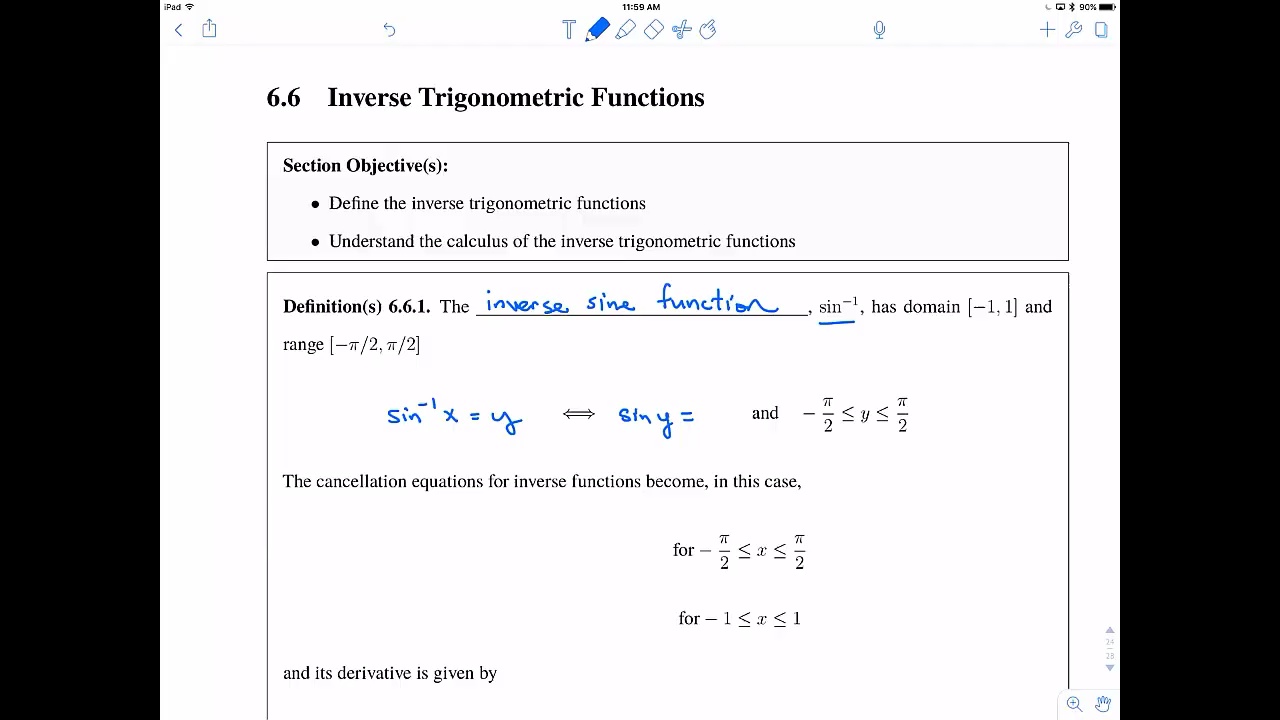 iPad 11:59 AM 90%
T
6.6 Inverse Trigonometric Functions
Section Objective(s):
• Define the inverse trigonometric functions
• Understand the calculus of the inverse trigonometric functions
Definition(s) 6.6.1. The inverse sine function, sin⁻¹, has domain [−1, 1] and
range [−π/2, π/2]
sin⁻¹ x = y ⟺ sin y = and −π/2 ≤ y ≤ π/2
The cancellation equations for inverse functions become, in this case,
for −π/2 ≤ x ≤ π/2
for − 1 ≤ x ≤ 1
24
28
and its derivative is given by